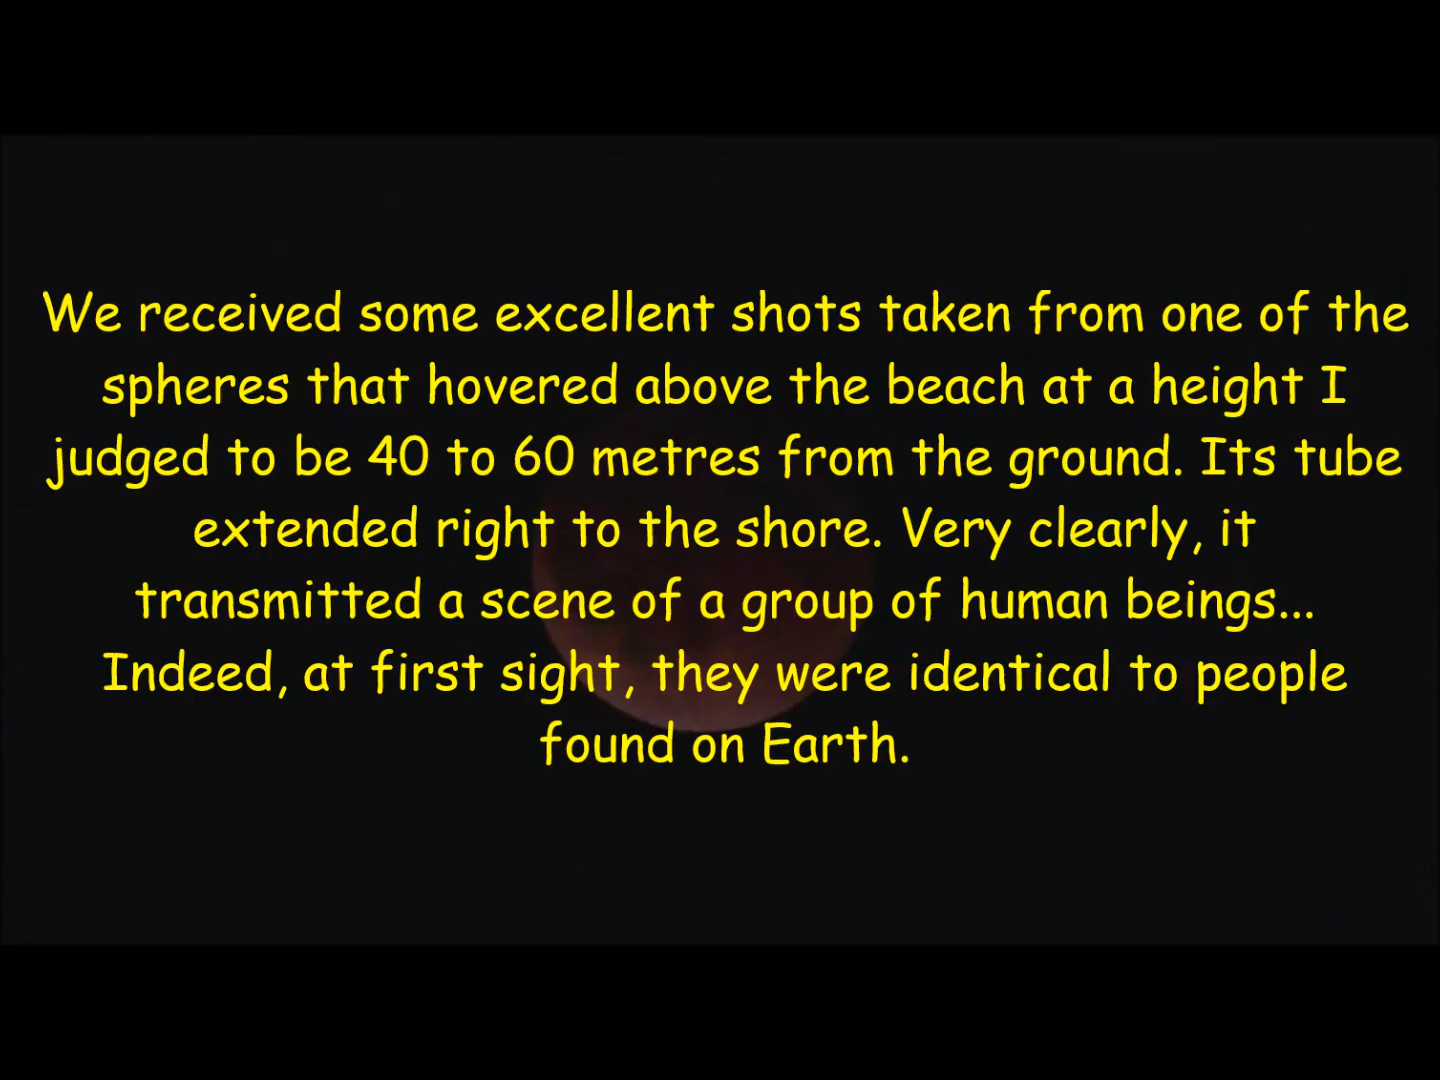 We received some excellent shots taken from one of the
spheres that hovered above the beach at a height I
judged to be 40 to 60 metres from the ground. Its tube
extended right to the shore. Very clearly, it
transmitted a scene of a group of human beings...
Indeed, at first sight, they were identical to people
found on Earth.